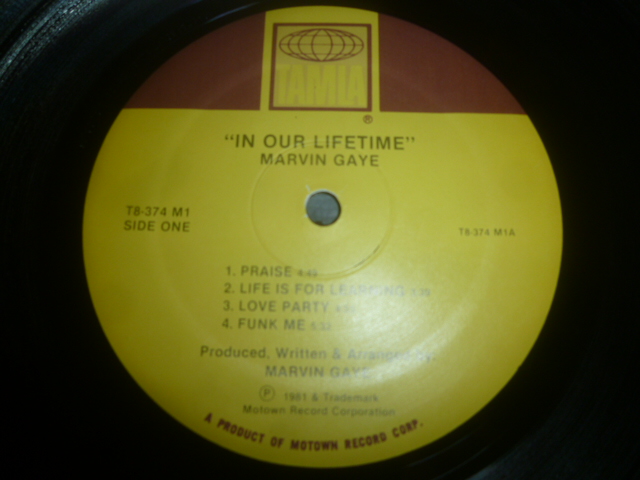 TAMLA
®
"IN OUR LIFETIME"
MARVIN GAYE
T8-374 M1
SIDE ONE
T8-374 M1A
1. PRAISE
2. LIFE IS FOR LEARNING
3. LOVE PARTY
4. FUNK ME
Produced, Written & Arranged by:
MARVIN GAYE
Ⓟ 1981 & Trademark
Motown Record Corporation
A PRODUCT OF MOTOWN RECORD CORP.